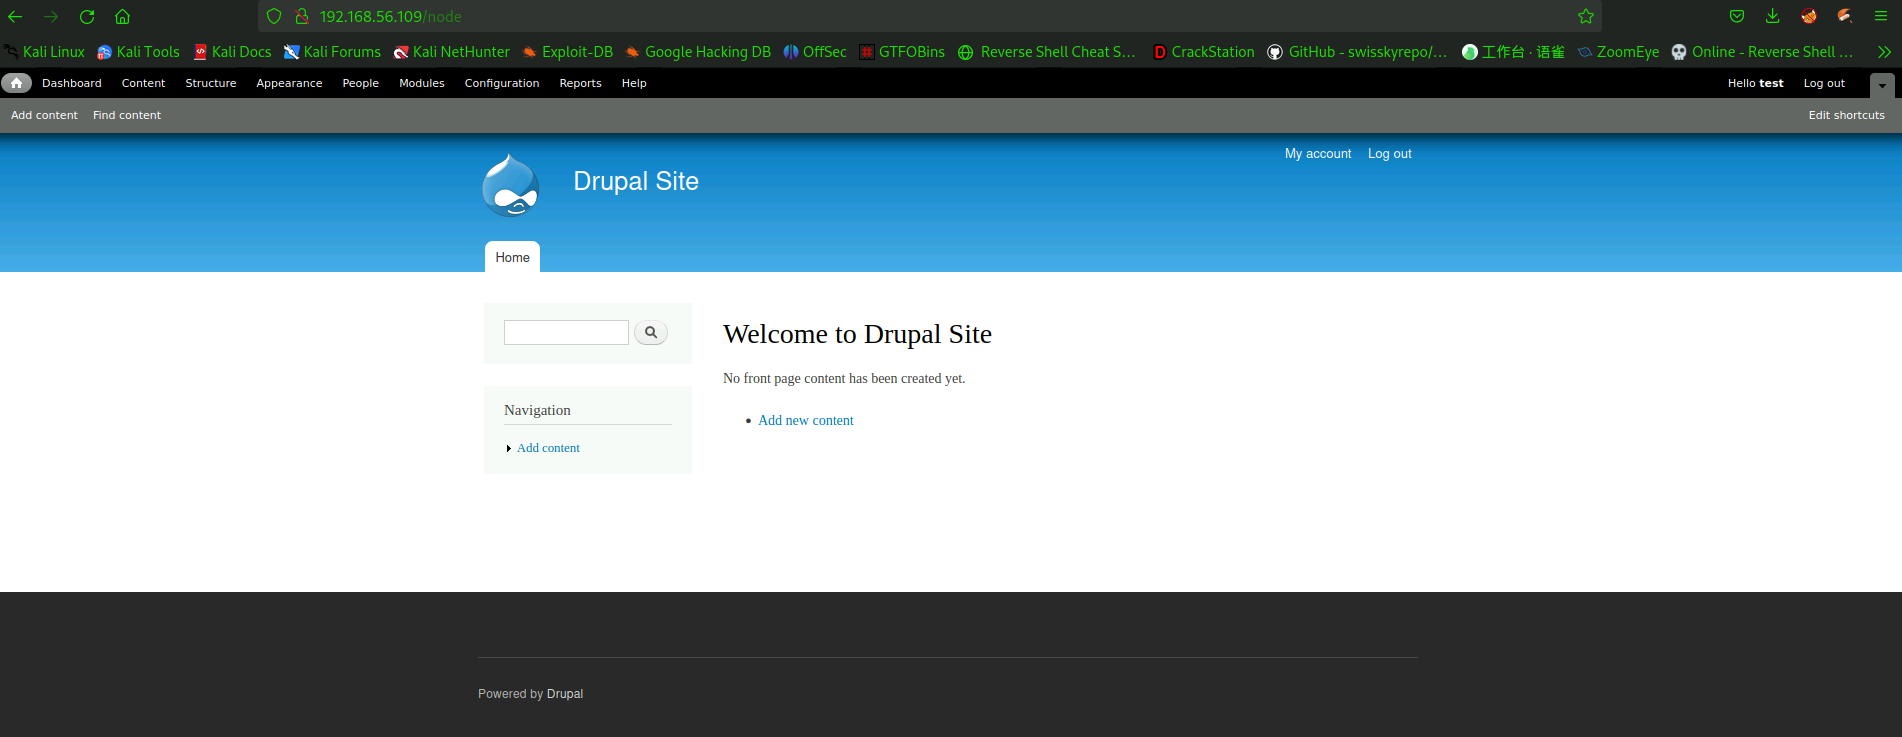 192.168.56.109/node
Kali Linux Kali Tools Kali Docs Kali Forums Kali NetHunter Exploit-DB Google Hacking DB OffSec GTFOBins Reverse Shell Cheat S… CrackStation GitHub - swisskyrepo/… 工作台 · 语雀 ZoomEye Online - Reverse Shell …
Dashboard Content Structure Appearance People Modules Configuration Reports Help Hello test Log out
Add content Find content Edit shortcuts
My account Log out
Drupal Site
Home
Welcome to Drupal Site
No front page content has been created yet.
Add new content
Navigation
Add content
Powered by Drupal